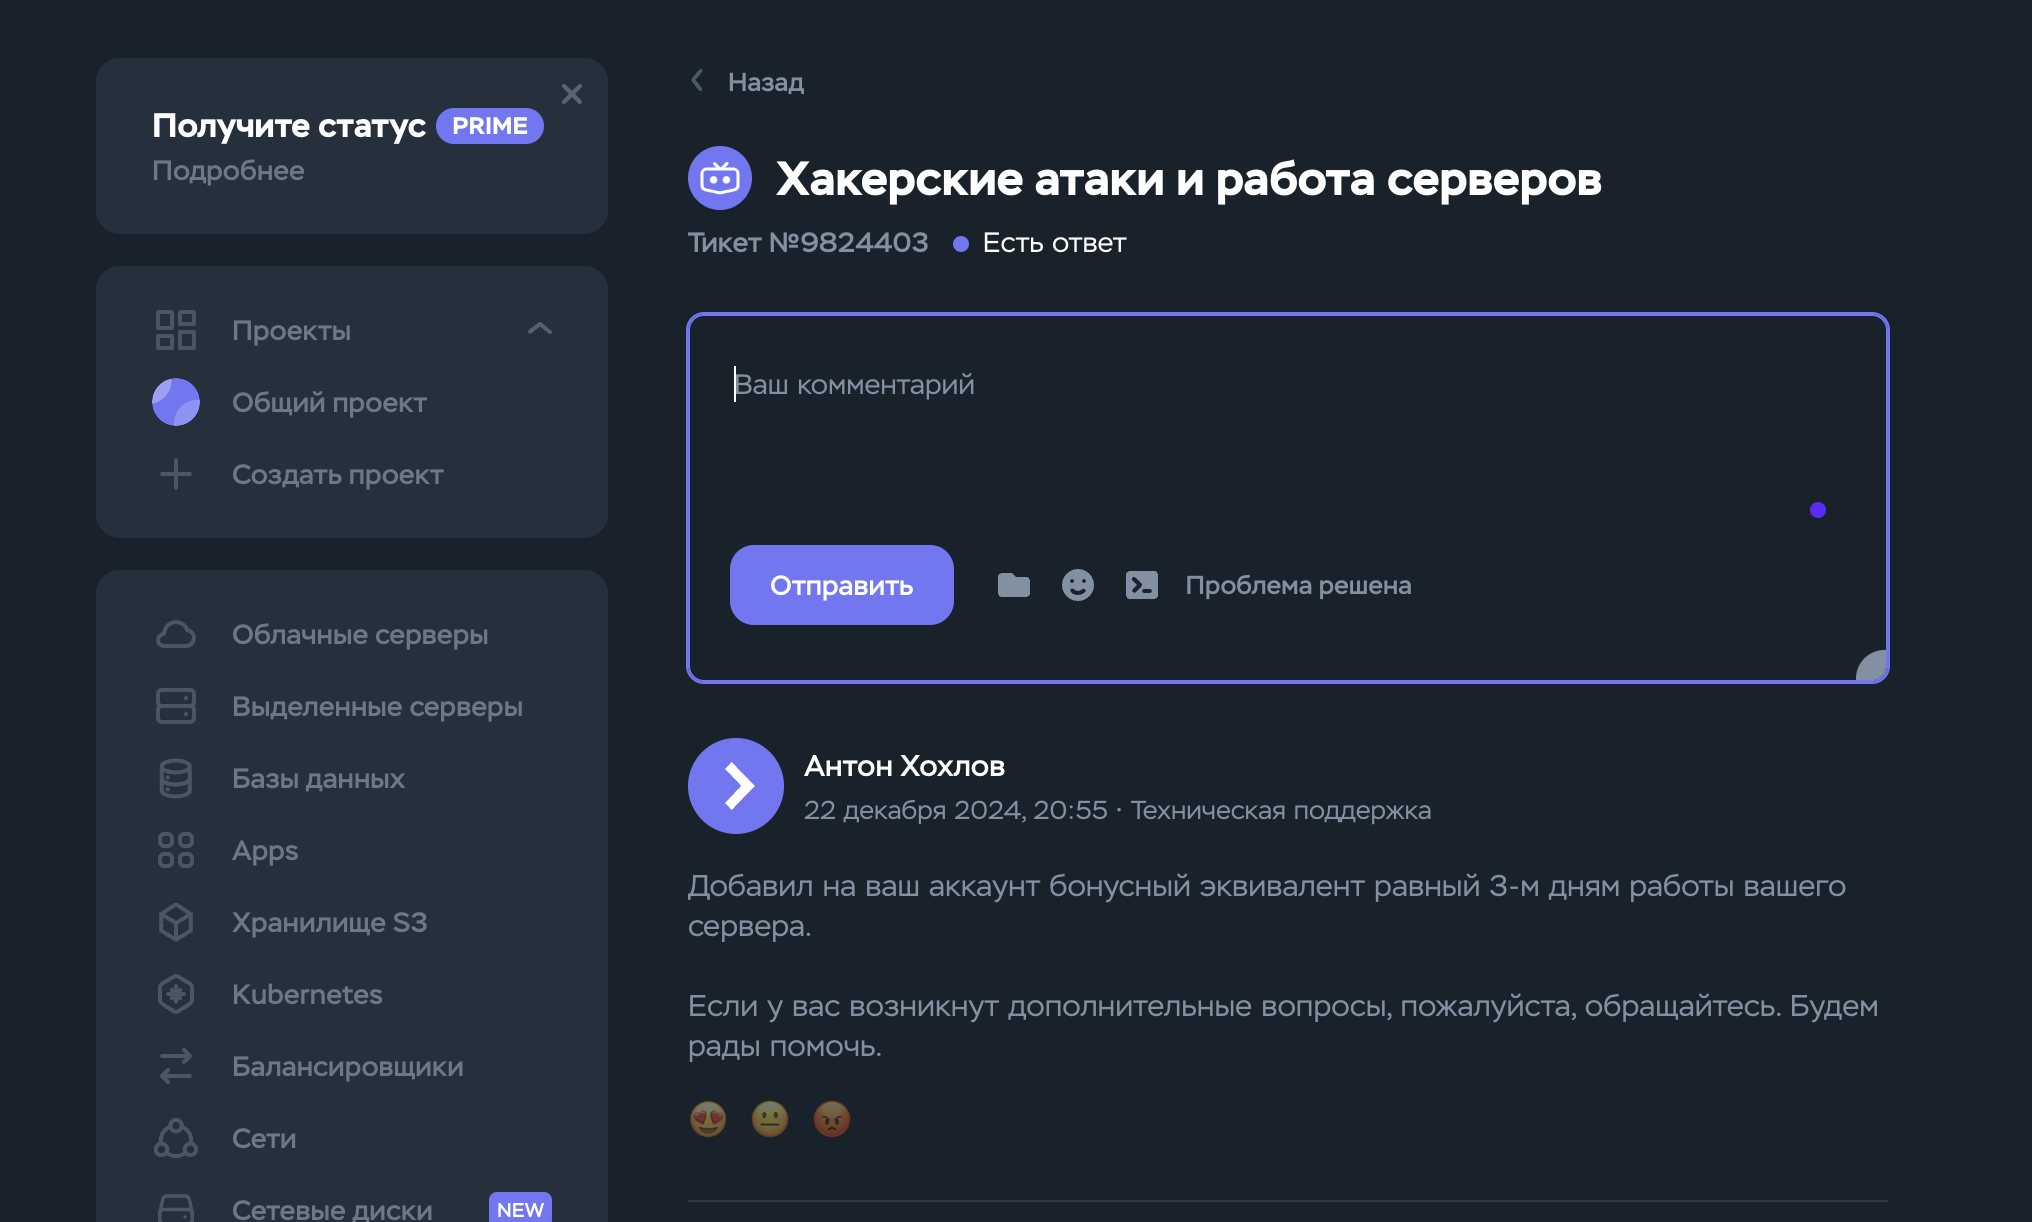 Получите статус PRIME
Подробнее
Проекты
Общий проект
Создать проект
Облачные серверы
Выделенные серверы
Базы данных
Apps
Хранилище S3
Kubernetes
Балансировщики
Сети
Сетевые диски NEW
Назад
Хакерские атаки и работа серверов
Тикет №9824403 Есть ответ
Ваш комментарий
Отправить Проблема решена
Антон Хохлов
22 декабря 2024, 20:55 · Техническая поддержка
Добавил на ваш аккаунт бонусный эквивалент равный 3-м дням работы вашего
сервера.
Если у вас возникнут дополнительные вопросы, пожалуйста, обращайтесь. Будем
рады помочь.